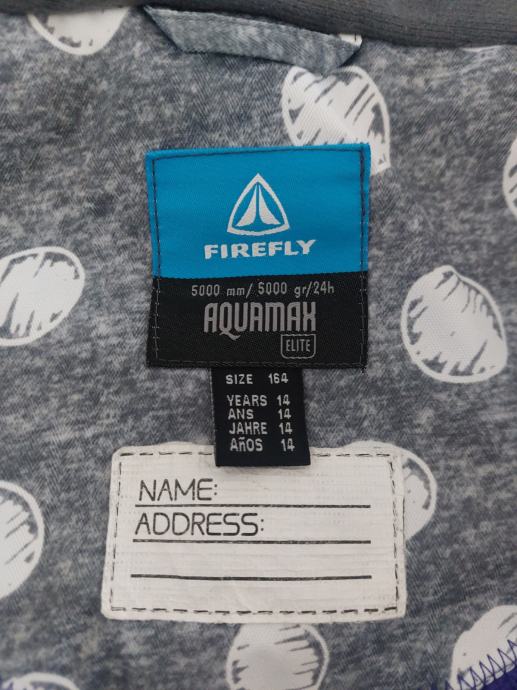 FIREFLY
5000 mm/ 5000 gr/24h
AQUAMAX
ELITE
SIZE 164
YEARS 14
ANS 14
JAHRE 14
AÑOS 14
NAME:
ADDRESS: